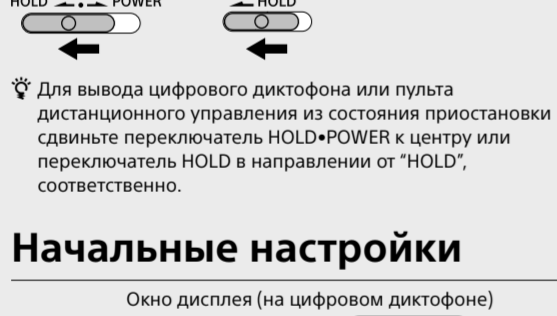 HOLD POWER HOLD
Для вывода цифрового диктофона или пульта
дистанционного управления из состояния приостановки
сдвиньте переключатель HOLD•POWER к центру или
переключатель HOLD в направлении от “HOLD”,
соответственно.
Начальные настройки
Окно дисплея (на цифровом диктофоне)